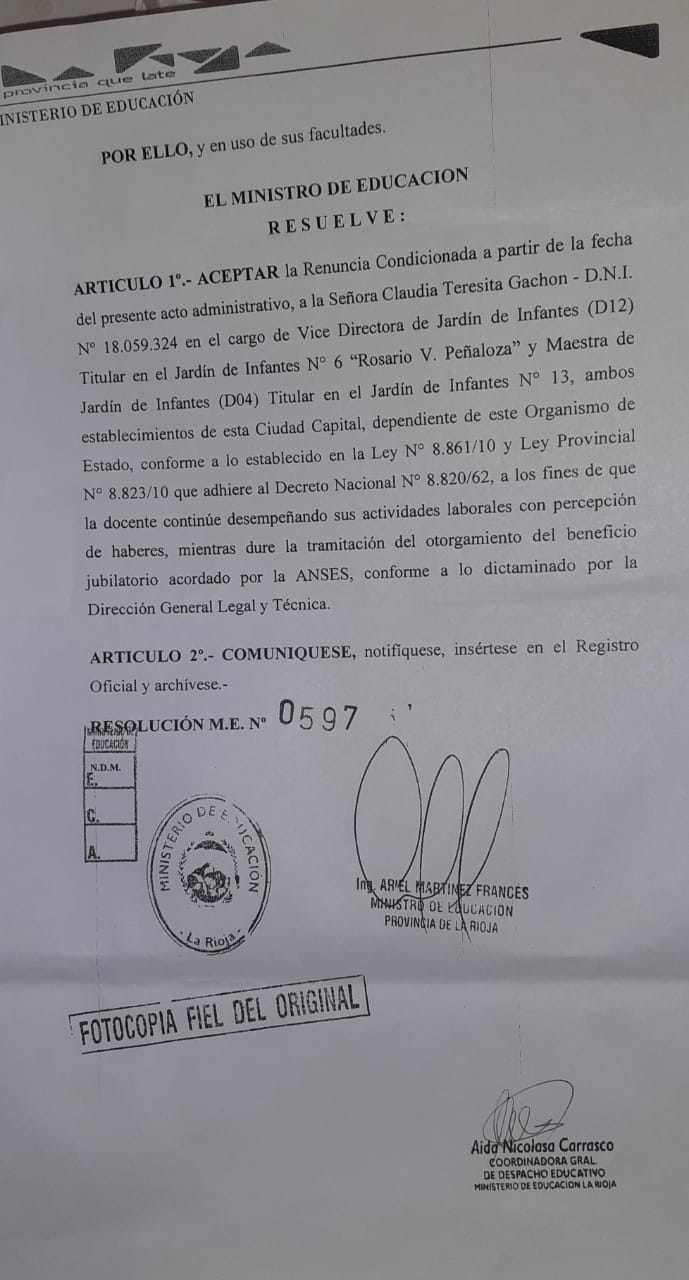 provincia que late
INISTERIO DE EDUCACIÓN
POR ELLO, y en uso de sus facultades.
EL MINISTRO DE EDUCACION
R E S U E L V E :
ARTICULO 1º.- ACEPTAR la Renuncia Condicionada a partir de la fecha
del presente acto administrativo, a la Señora Claudia Teresita Gachon - D.N.I.
Nº 18.059.324 en el cargo de Vice Directora de Jardín de Infantes (D12)
Titular en el Jardín de Infantes N° 6 “Rosario V. Peñaloza” y Maestra de
Jardín de Infantes (D04) Titular en el Jardín de Infantes N° 13, ambos
establecimientos de esta Ciudad Capital, dependiente de este Organismo de
Estado, conforme a lo establecido en la Ley N° 8.861/10 y Ley Provincial
N° 8.823/10 que adhiere al Decreto Nacional N° 8.820/62, a los fines de que
la docente continúe desempeñando sus actividades laborales con percepción
de haberes, mientras dure la tramitación del otorgamiento del beneficio
jubilatorio acordado por la ANSES, conforme a lo dictaminado por la
Dirección General Legal y Técnica.
ARTICULO 2º.- COMUNIQUESE, notifíquese, insértese en el Registro
Oficial y archívese.-
RESOLUCIÓN M.E. Nº 0597
EDUCACIÓN
N.D.M.
E.
C.
A.
MINISTERIO DE EDUCACIÓN
La Rioja
Ing. ARIEL MARTINEZ FRANCÉS
MINISTRO DE EDUCACION
PROVINCIA DE LA RIOJA
FOTOCOPIA FIEL DEL ORIGINAL
Aida Nicolasa Carrasco
COORDINADORA GRAL.
DE DESPACHO EDUCATIVO
MINISTERIO DE EDUCACION LA RIOJA